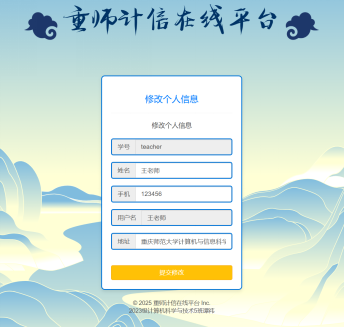 重师计信在线平台
修改个人信息
修改个人信息
学号 teacher
姓名 王老师
手机 123456
用户名 王老师
地址 重庆师范大学计算机与信息科学
提交修改
© 2025 重师计信在线平台 Inc.
2023级计算机科学与技术5班谭梅